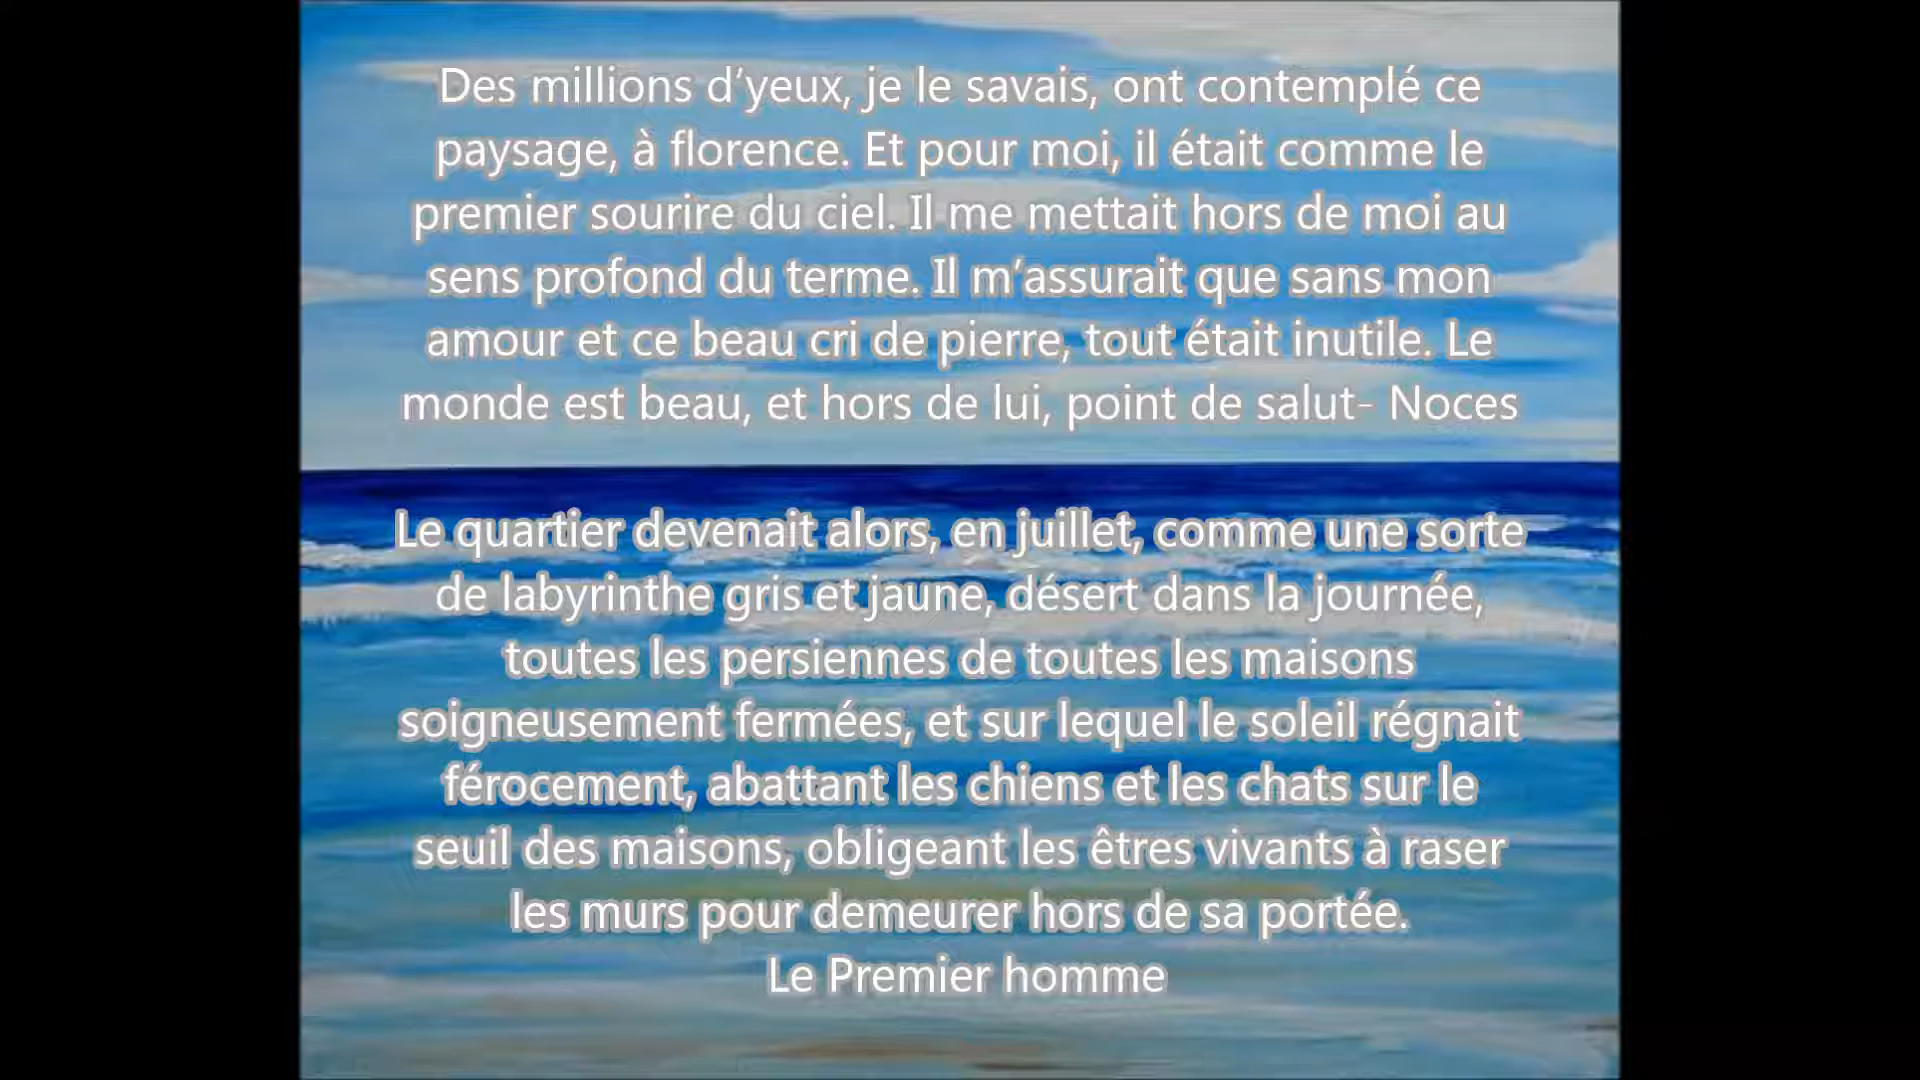 Des millions d’yeux, je le savais, ont contemplé ce
paysage, à florence. Et pour moi, il était comme le
premier sourire du ciel. Il me mettait hors de moi au
sens profond du terme. Il m’assurait que sans mon
amour et ce beau cri de pierre, tout était inutile. Le
monde est beau, et hors de lui, point de salut- Noces
Le quartier devenait alors, en juillet, comme une sorte
de labyrinthe gris et jaune, désert dans la journée,
toutes les persiennes de toutes les maisons
soigneusement fermées, et sur lequel le soleil régnait
férocement, abattant les chiens et les chats sur le
seuil des maisons, obligeant les êtres vivants à raser
les murs pour demeurer hors de sa portée.
Le Premier homme